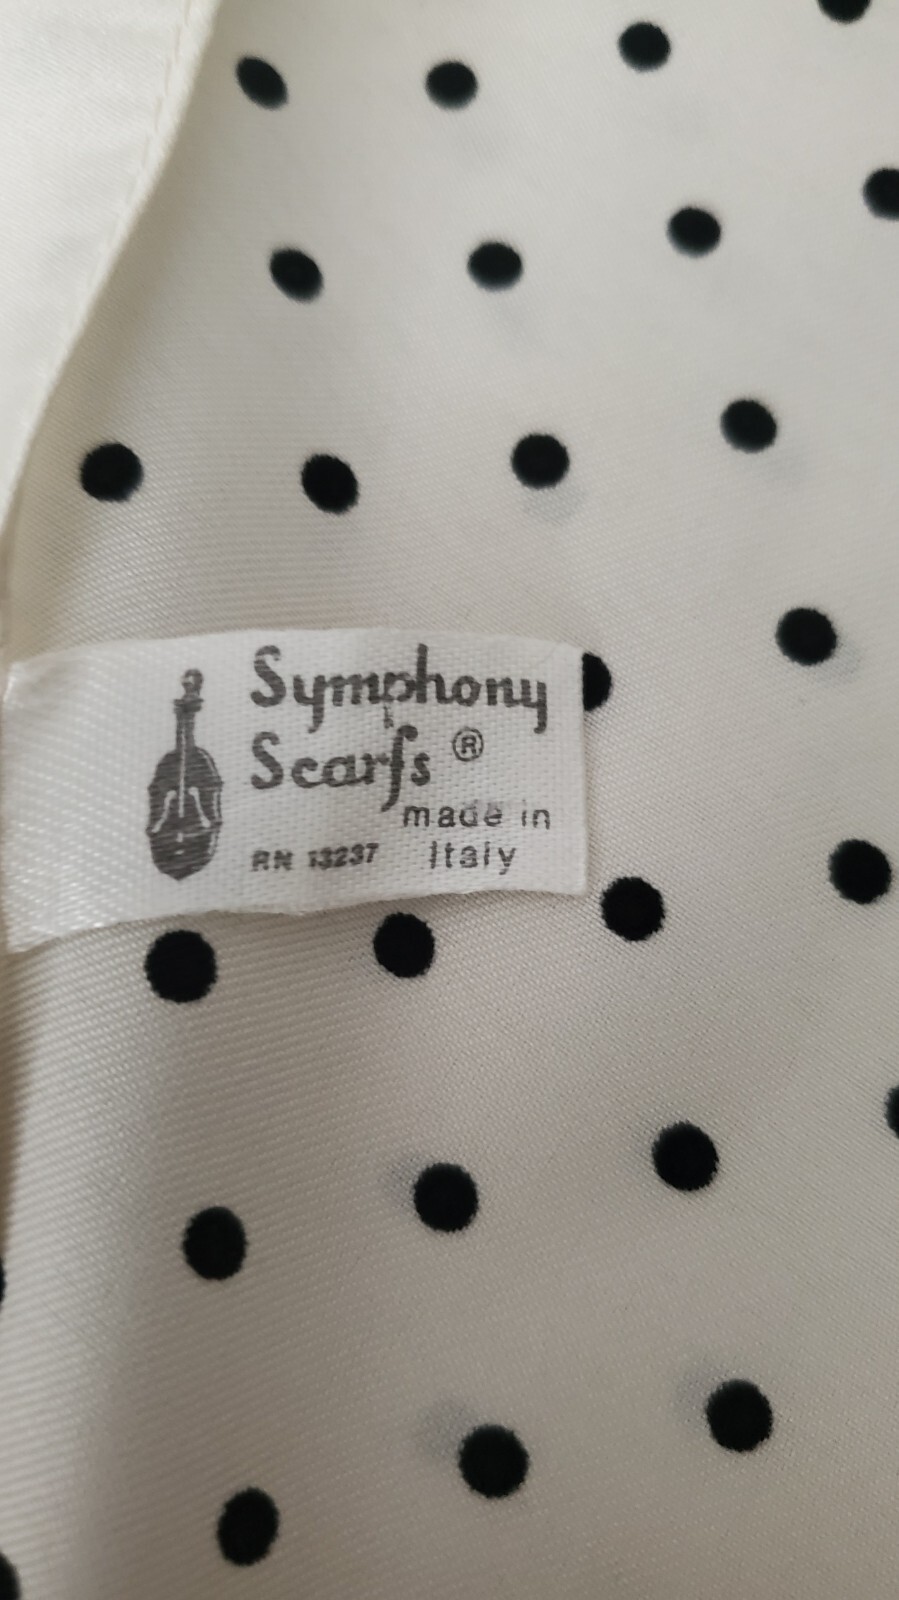 Symphony
Scarfs ®
made in
RN 13237 Italy